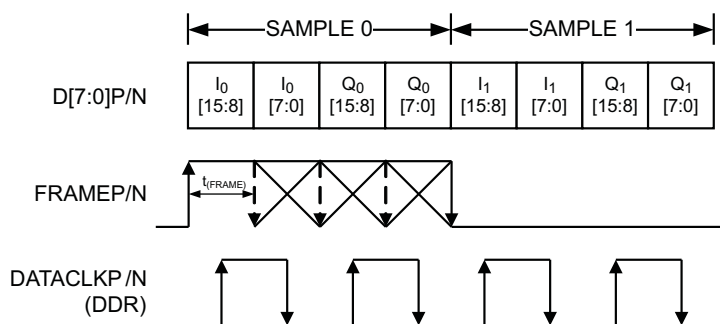 SAMPLE 0 SAMPLE 1
D[7:0]P/N I0 [15:8] I0 [7:0] Q0 [15:8] Q0 [7:0] I1 [15:8] I1 [7:0] Q1 [15:8] Q1 [7:0]
t(FRAME)
FRAMEP/N
DATACLKP/N
(DDR)